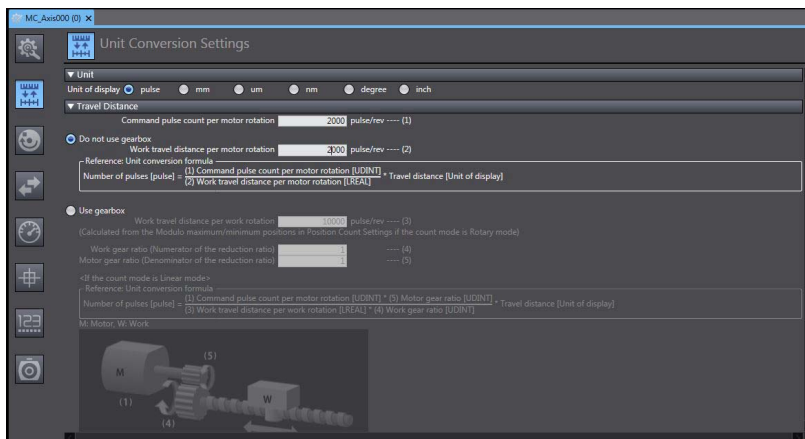 MC_Axis000 (0) ×
Unit Conversion Settings
▼ Unit
Unit of display pulse mm um nm degree inch
▼ Travel Distance
Command pulse count per motor rotation 2000 pulse/rev ---- (1)
Do not use gearbox
Work travel distance per motor rotation 2000 pulse/rev ---- (2)
Reference: Unit conversion formula
(1) Command pulse count per motor rotation [UDINT]
Number of pulses [pulse] = * Travel distance [Unit of display]
(2) Work travel distance per motor rotation [LREAL]
Use gearbox
Work travel distance per work rotation 10000 pulse/rev ---- (3)
(Calculated from the Modulo maximum/minimum positions in Position Count Settings if the count mode is Rotary mode)
Work gear ratio (Numerator of the reduction ratio) 1 ---- (4)
Motor gear ratio (Denominator of the reduction ratio) 1 ---- (5)
<If the count mode is Linear mode>
Reference: Unit conversion formula
(1) Command pulse count per motor rotation [UDINT] * (5) Motor gear ratio [UDINT]
Number of pulses [pulse] = * Travel distance [Unit of display]
(3) Work travel distance per work rotation [LREAL] * (4) Work gear ratio [UDINT]
M: Motor, W: Work
(5)
M
W
(1)
(4)
123